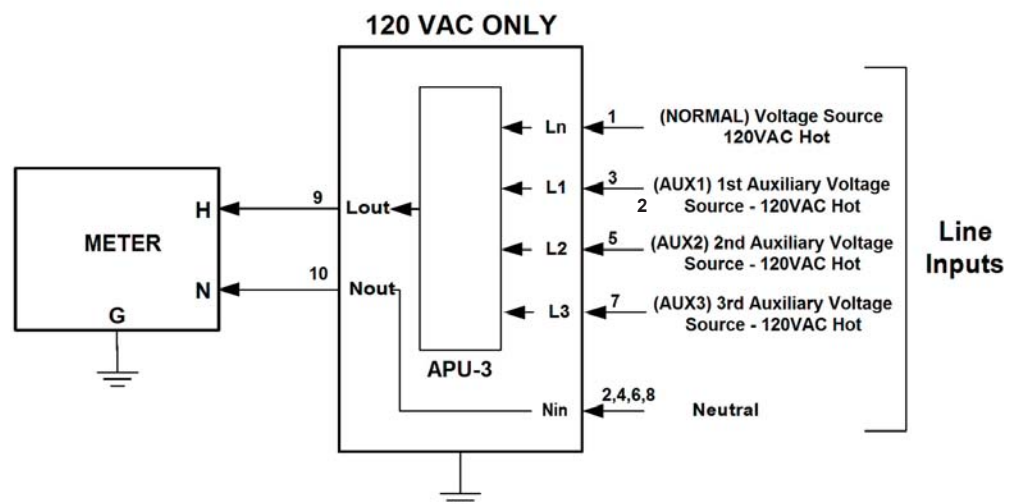 120 VAC ONLY
Ln
1
(NORMAL) Voltage Source
120VAC Hot
L1
3
2
(AUX1) 1st Auxiliary Voltage
Source - 120VAC Hot
L2
5
(AUX2) 2nd Auxiliary Voltage
Source - 120VAC Hot
L3
7
(AUX3) 3rd Auxiliary Voltage
Source - 120VAC Hot
Nin
2,4,6,8
Neutral
Line
Inputs
APU-3
Lout
9
Nout
10
H
METER
N
G